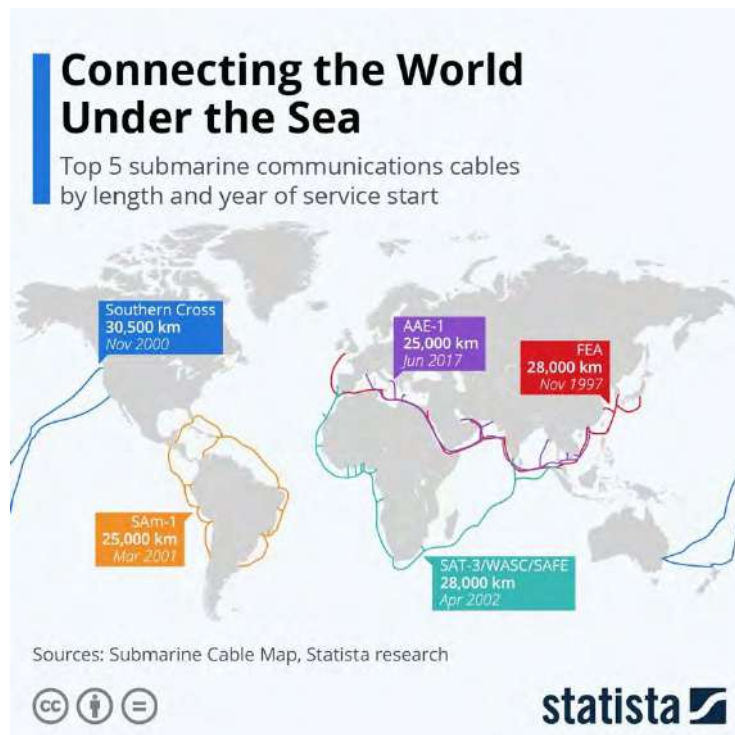 Connecting the World
Under the Sea
Top 5 submarine communications cables
by length and year of service start
Southern Cross
30,500 km
Nov 2000
AAE-1
25,000 km
Jun 2017
FEA
28,000 km
Nov 1997
SAm-1
25,000 km
Mar 2001
SAT-3/WASC/SAFE
28,000 km
Apr 2002
Sources: Submarine Cable Map, Statista research
cc
statista